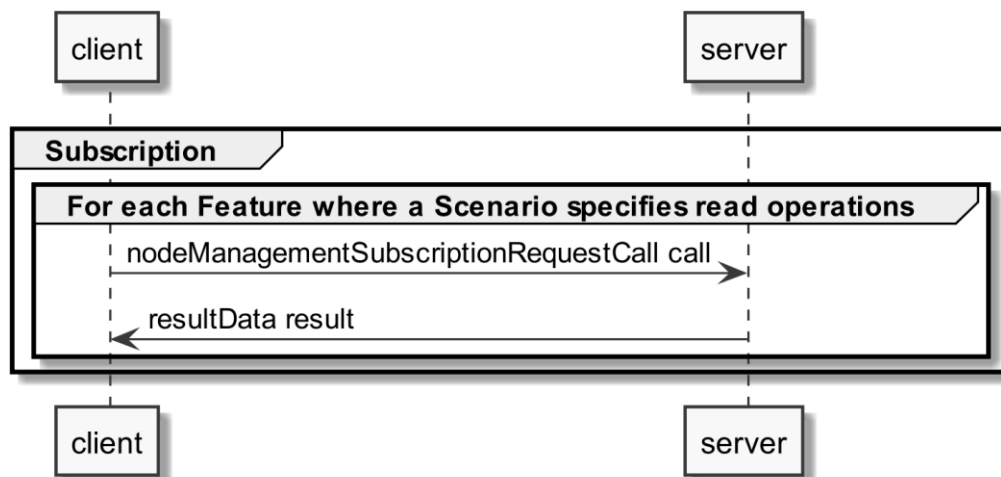 client server
Subscription
For each Feature where a Scenario specifies read operations
nodeManagementSubscriptionRequestCall call
resultData result
client server